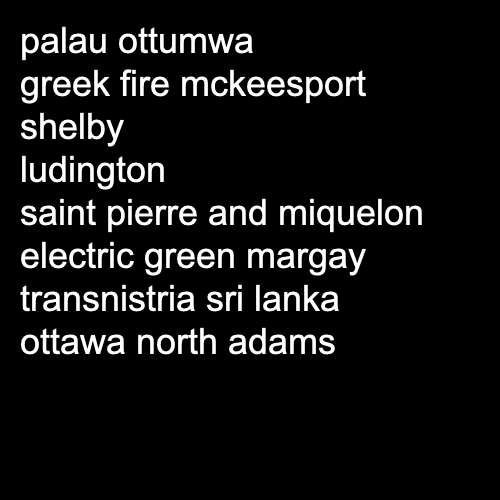 palau ottumwa
greek fire mckeesport
shelby
ludington
saint pierre and miquelon
electric green margay
transnistria sri lanka
ottawa north adams